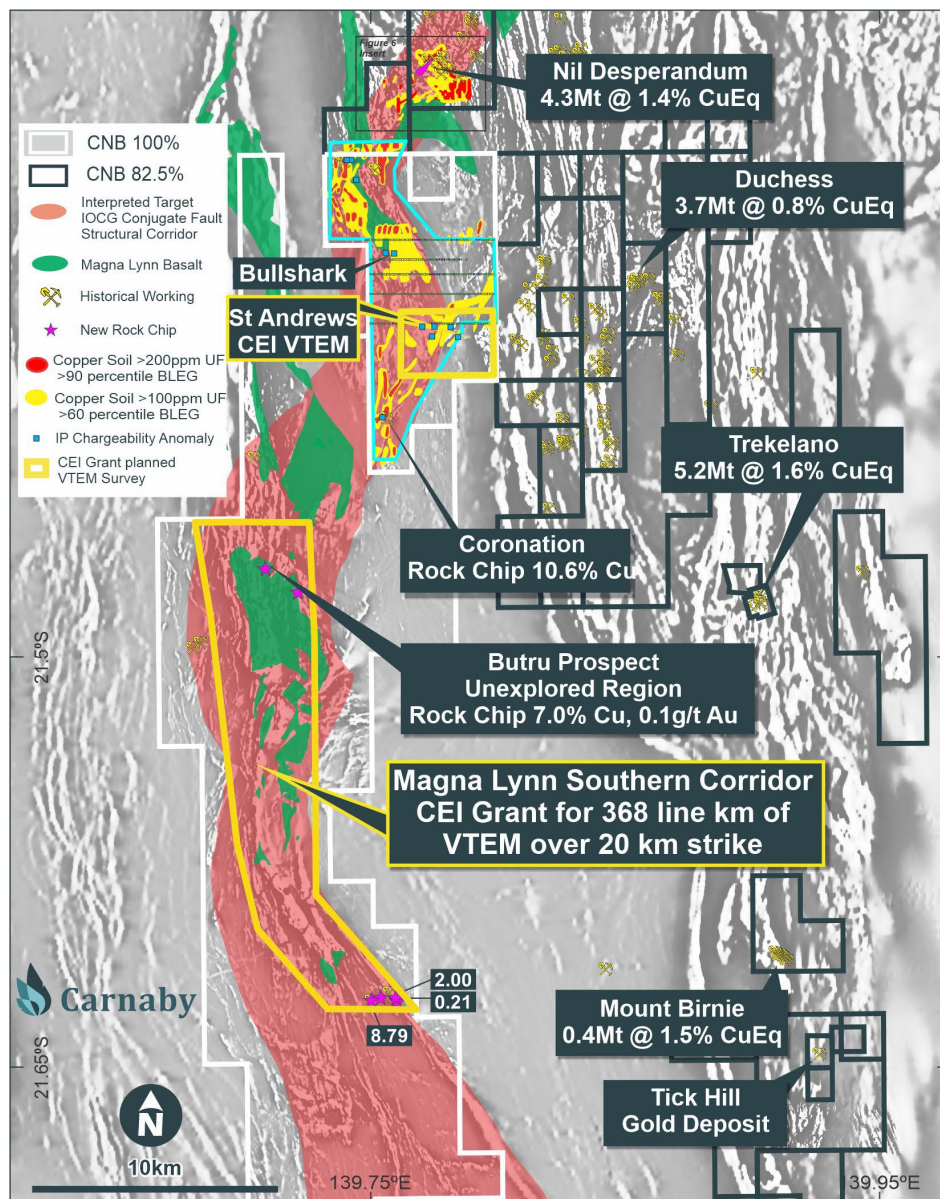 Figure 6
Insert
Nil Desperandum
4.3Mt @ 1.4% CuEq
CNB 100%
CNB 82.5%
Interpreted Target
IOCG Conjugate Fault
Structural Corridor
Magna Lynn Basalt
Historical Working
New Rock Chip
Copper Soil >200ppm UF
>90 percentile BLEG
Copper Soil >100ppm UF
>60 percentile BLEG
IP Chargeability Anomaly
CEI Grant planned
VTEM Survey
Duchess
3.7Mt @ 0.8% CuEq
Bullshark
St Andrews
CEI VTEM
Trekelano
5.2Mt @ 1.6% CuEq
Coronation
Rock Chip 10.6% Cu
21.5ºS
Butru Prospect
Unexplored Region
Rock Chip 7.0% Cu, 0.1g/t Au
Magna Lynn Southern Corridor
CEI Grant for 368 line km of
VTEM over 20 km strike
Carnaby
2.00
0.21
8.79
Mount Birnie
0.4Mt @ 1.5% CuEq
21.65ºS
Tick Hill
Gold Deposit
N
10km
139.75ºE
139.95ºE